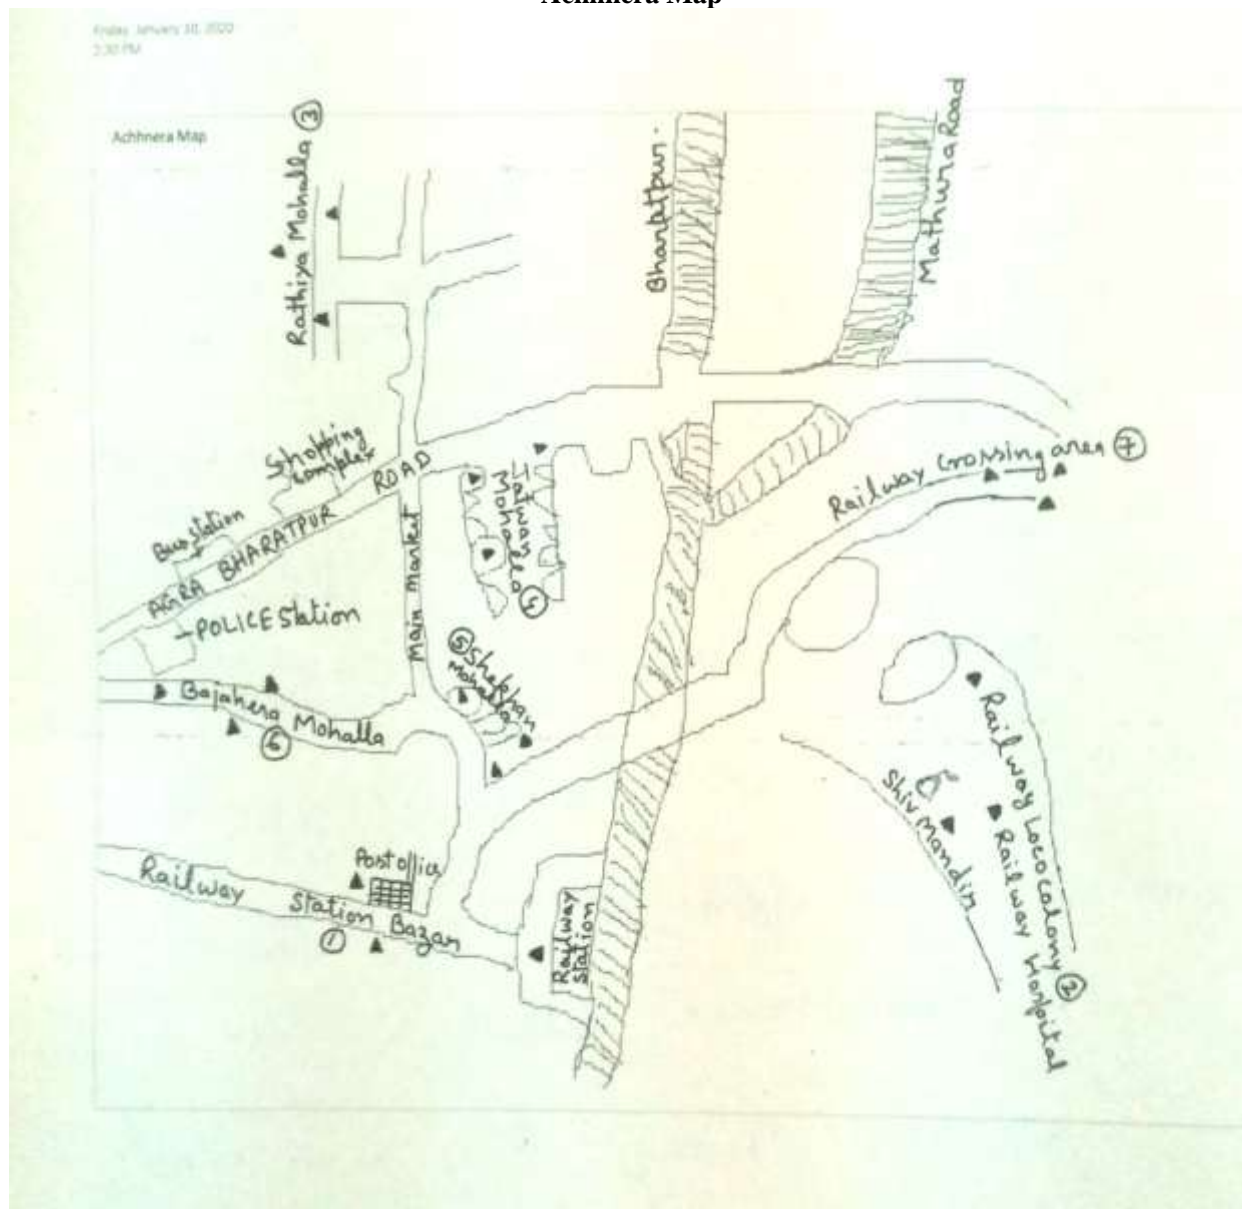 Achhnera Map
Friday, January 10, 2020
2:30 PM
Achhnera Map
Rathiya Mohalla ③
Bharatpur.
Mathura Road
Shopping
Complex
Bus station
AGRA BHARATPUR ROAD
POLICE Station
Main Market
Mohalla ④
Railway Crossing area ⑦
⑤ Shekhan
Mohalla
Bajahera Mohalla
⑥
Post office
Railway Station Bazar
①
Railway
Station
Shiv Mandir
Railway Loco Colony ②
Railway Hospital